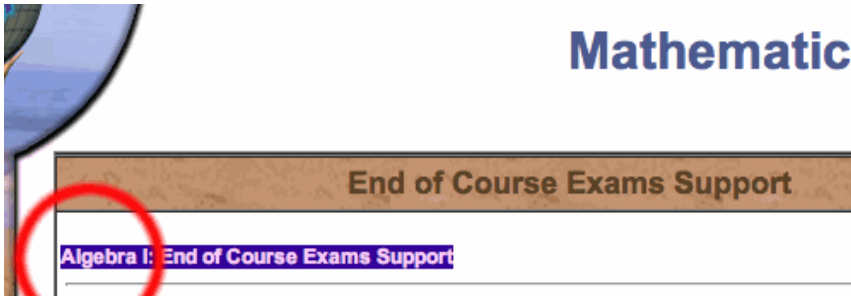 Mathematic
End of Course Exams Support
Algebra I: End of Course Exams Support